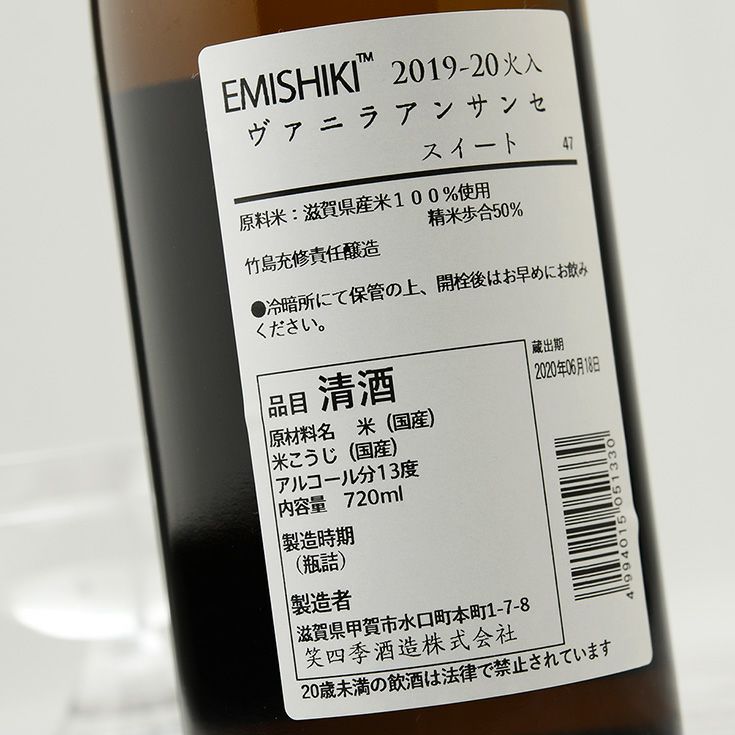 EMISHIKI™ 2019-20火入
ヴァニラアンサンセ
スイート 47
原料米：滋賀県産米１００％使用
精米歩合50%
竹島充修責任醸造
●冷暗所にて保管の上、開栓後はお早めにお飲み
ください。
蔵出期
2020年06月18日
品目 清酒
原材料名 米（国産）
米こうじ（国産）
アルコール分13度
内容量 720ml
製造時期
（瓶詰）
製造者
滋賀県甲賀市水口町本町1-7-8
笑四季酒造株式会社
4994015051330
20歳未満の飲酒は法律で禁止されています